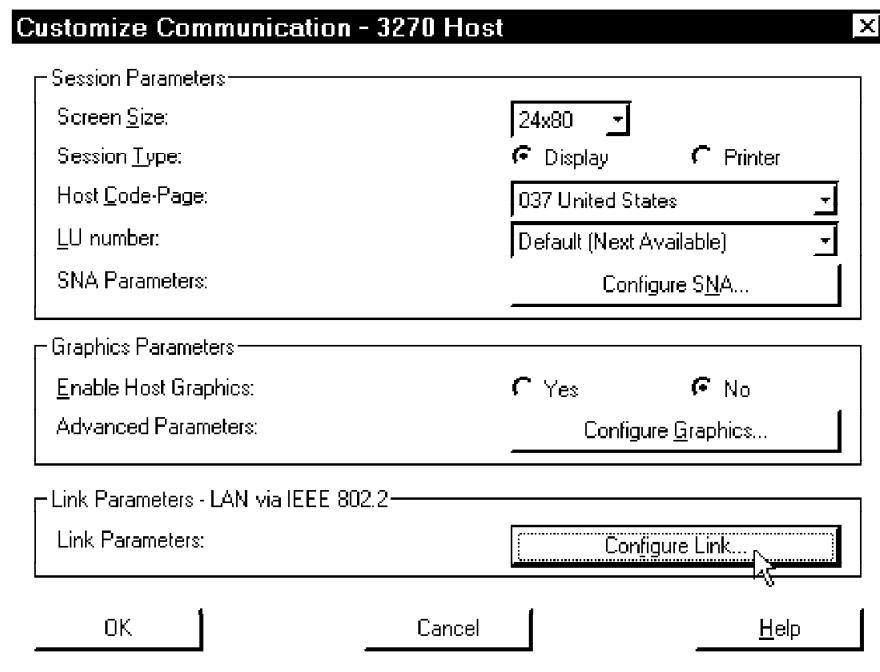 Customize Communication - 3270 Host
Session Parameters
Screen Size: 24x80
Session Type: Display Printer
Host Code-Page: 037 United States
LU number: Default (Next Available)
SNA Parameters: Configure SNA...
Graphics Parameters
Enable Host Graphics: Yes No
Advanced Parameters: Configure Graphics...
Link Parameters - LAN via IEEE 802.2
Link Parameters: Configure Link...
OK Cancel Help